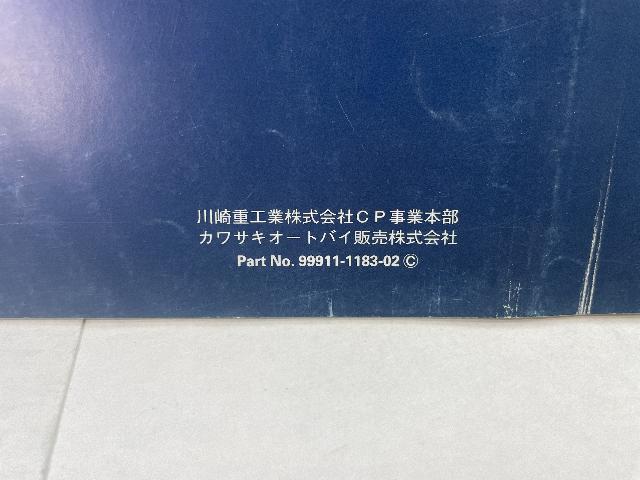 川崎重工業株式会社CP事業本部
カワサキオートバイ販売株式会社
Part No. 99911-1183-02 ©